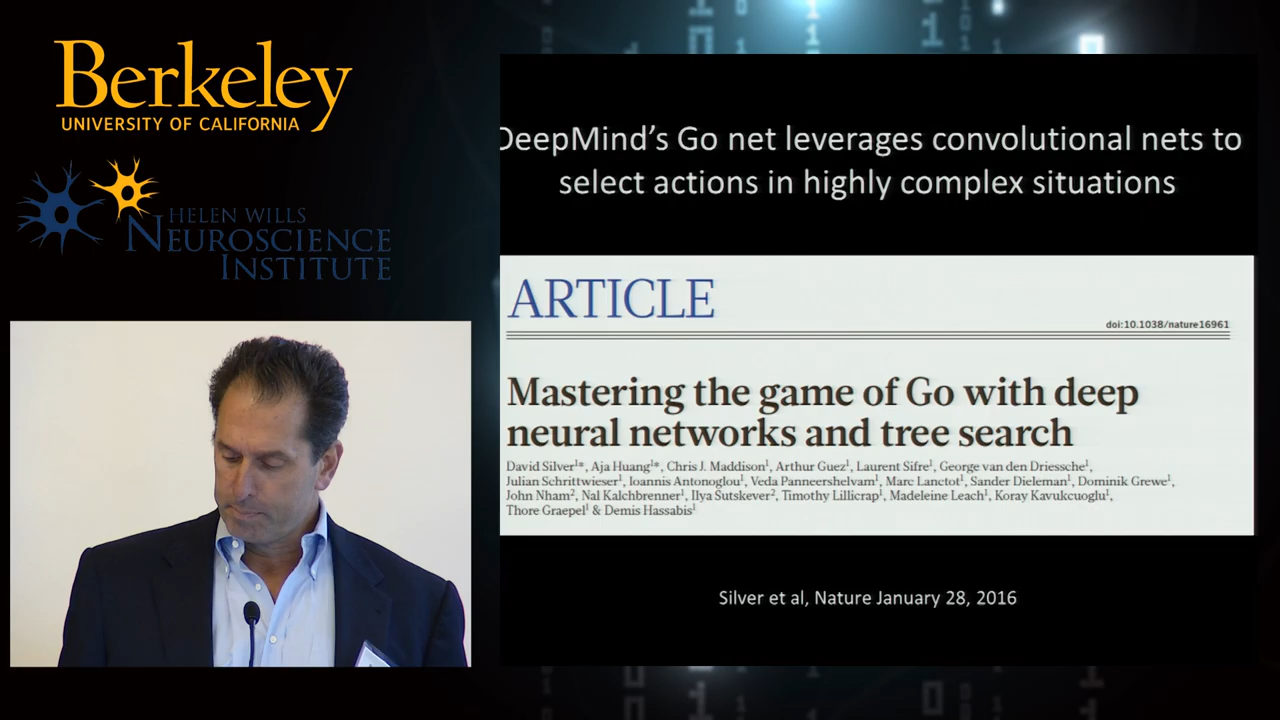 Berkeley
UNIVERSITY OF CALIFORNIA
HELEN WILLS
NEUROSCIENCE
INSTITUTE
DeepMind's Go net leverages convolutional nets to
select actions in highly complex situations
ARTICLE
doi:10.1038/nature16961
Mastering the game of Go with deep
neural networks and tree search
David Silver1*, Aja Huang1*, Chris J. Maddison1, Arthur Guez1, Laurent Sifre1, George van den Driessche1,
Julian Schrittwieser1, Ioannis Antonoglou1, Veda Panneershelvam1, Marc Lanctot1, Sander Dieleman1, Dominik Grewe1,
John Nham2, Nal Kalchbrenner1, Ilya Sutskever2, Timothy Lillicrap1, Madeleine Leach1, Koray Kavukcuoglu1,
Thore Graepel1 & Demis Hassabis1
Silver et al, Nature January 28, 2016